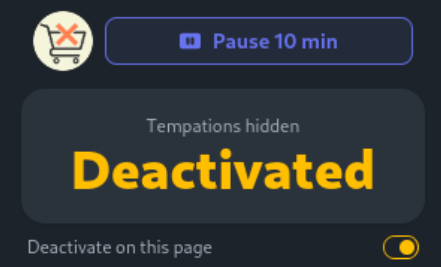 Pause 10 min
Tempations hidden
Deactivated
Deactivate on this page